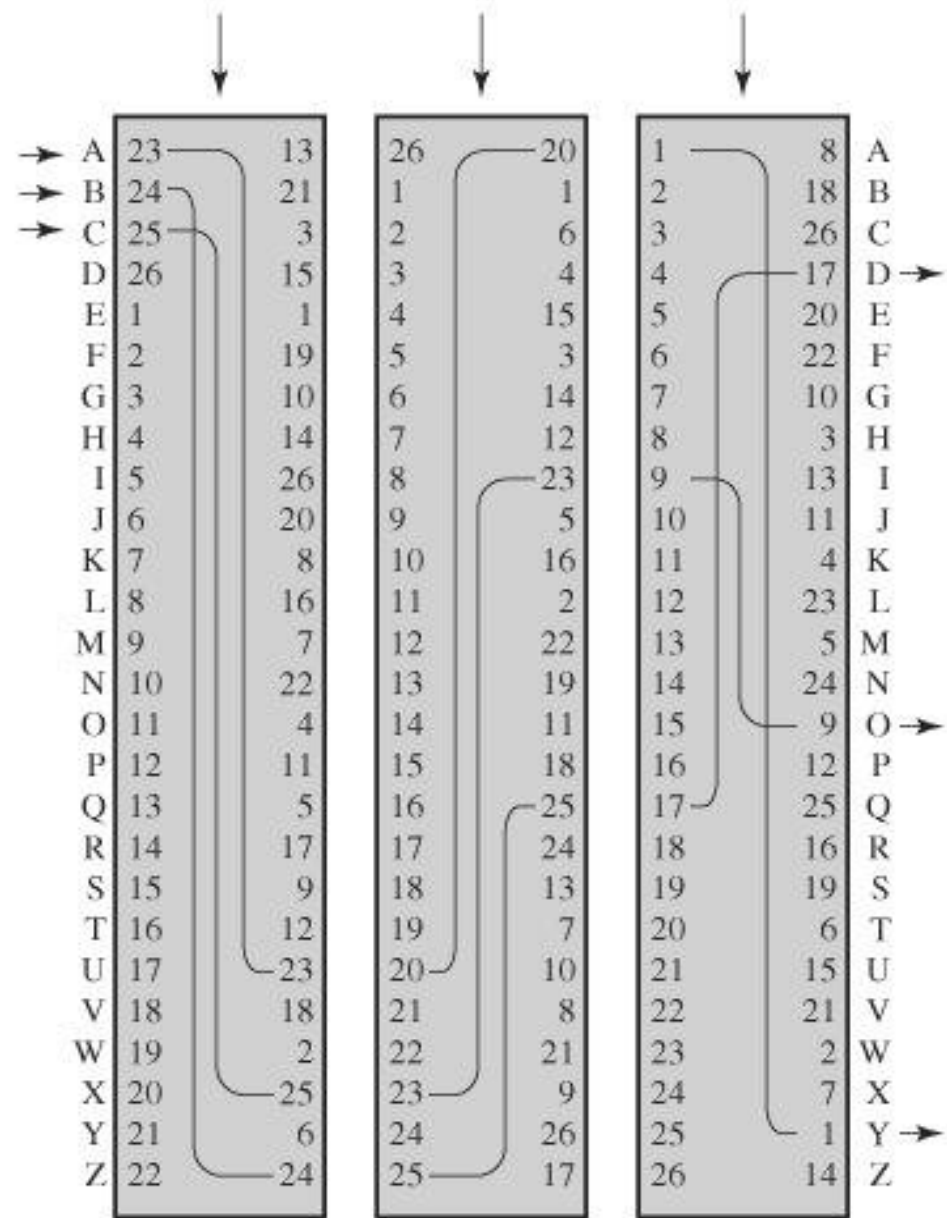 A 23 13 26 20 1 8 A
B 24 21 1 1 2 18 B
C 25 3 2 6 3 26 C
D 26 15 3 4 4 17 D
E 1 1 4 15 5 20 E
F 2 19 5 3 6 22 F
G 3 10 6 14 7 10 G
H 4 14 7 12 8 3 H
I 5 26 8 23 9 13 I
J 6 20 9 5 10 11 J
K 7 8 10 16 11 4 K
L 8 16 11 2 12 23 L
M 9 7 12 22 13 5 M
N 10 22 13 19 14 24 N
O 11 4 14 11 15 9 O
P 12 11 15 18 16 12 P
Q 13 5 16 25 17 25 Q
R 14 17 17 24 18 16 R
S 15 9 18 13 19 19 S
T 16 12 19 7 20 6 T
U 17 23 20 10 21 15 U
V 18 18 21 8 22 21 V
W 19 2 22 21 23 2 W
X 20 25 23 9 24 7 X
Y 21 6 24 26 25 1 Y
Z 22 24 25 17 26 14 Z